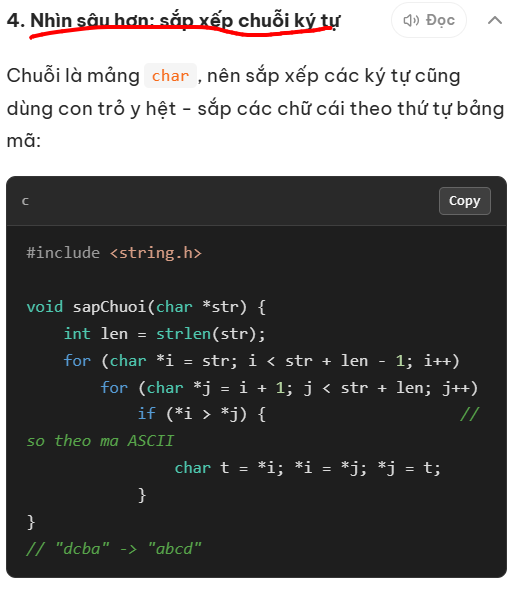 4. Nhìn sâu hơn: sắp xếp chuỗi ký tự
Đọc
Chuỗi là mảng char, nên sắp xếp các ký tự cũng
dùng con trỏ y hệt - sắp các chữ cái theo thứ tự bảng
mã:
c
Copy
#include <string.h>
void sapChuoi(char *str) {
    int len = strlen(str);
    for (char *i = str; i < str + len - 1; i++)
        for (char *j = i + 1; j < str + len; j++)
            if (*i > *j) {                     //
so theo ma ASCII
                char t = *i; *i = *j; *j = t;
            }
}
// "dcba" -> "abcd"